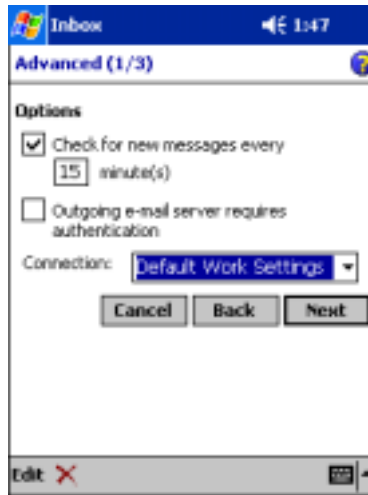 Inbox 1:47
Advanced (1/3)
Options
Check for new messages every
15 minute(s)
Outgoing e-mail server requires
authentication
Connection: Default Work Settings
Cancel Back Next
Edit